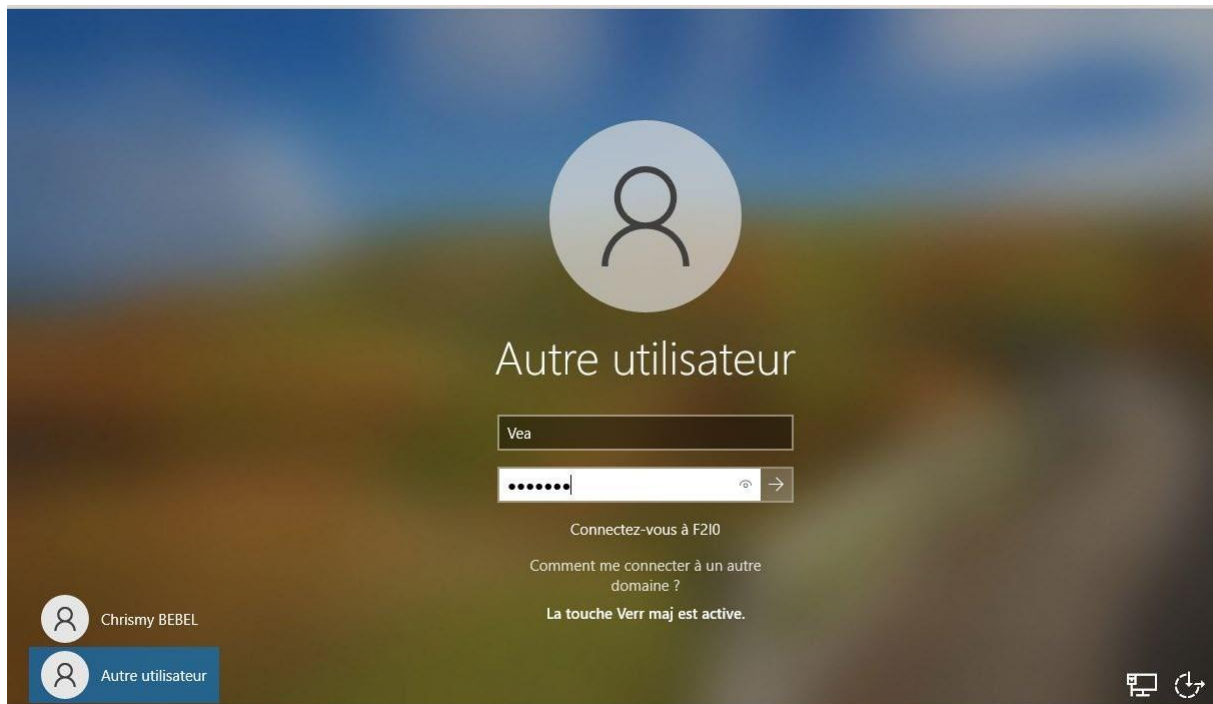 Autre utilisateur
Vea
•••••••
Connectez-vous à F2I0
Comment me connecter à un autre
domaine ?
La touche Verr maj est active.
Chrismy BEBEL
Autre utilisateur